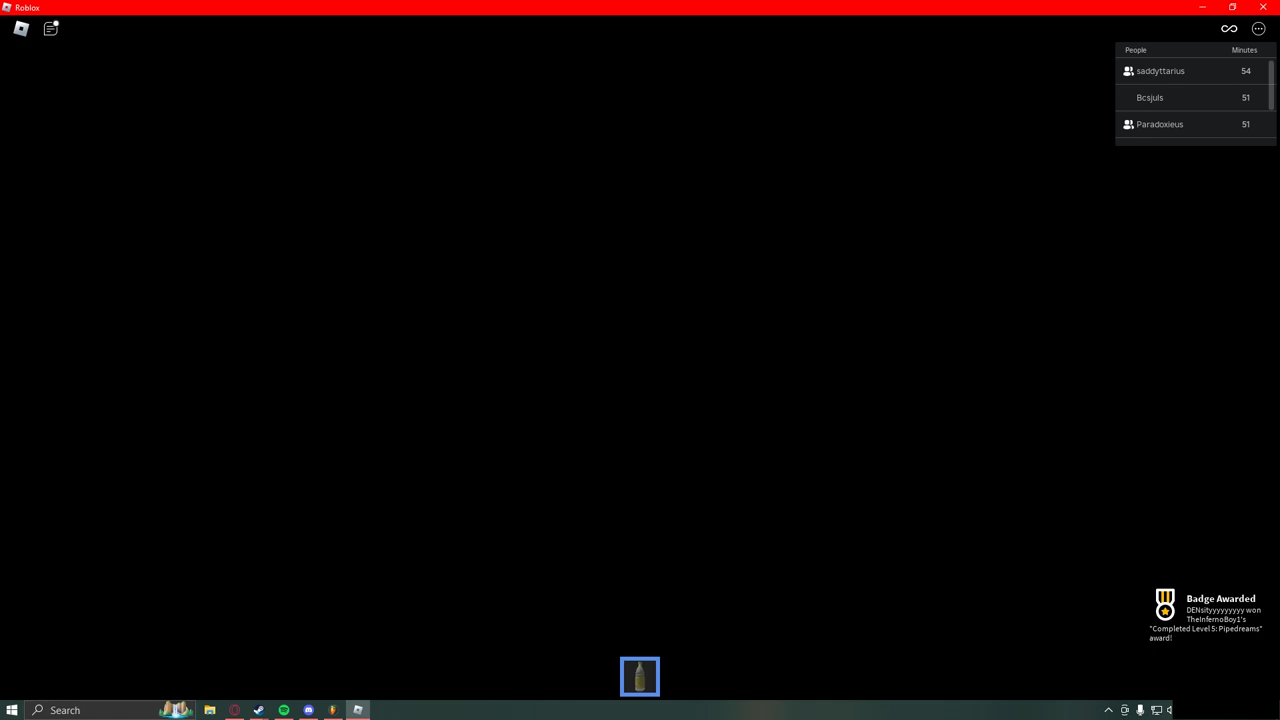 Roblox
People Minutes
saddyttarius 54
Bcsjuls 51
Paradoxieus 51
Badge Awarded
DENsityyyyyyyyy won
TheInfernoBoy1's
"Completed Level 5: Pipedreams"
award!
Search